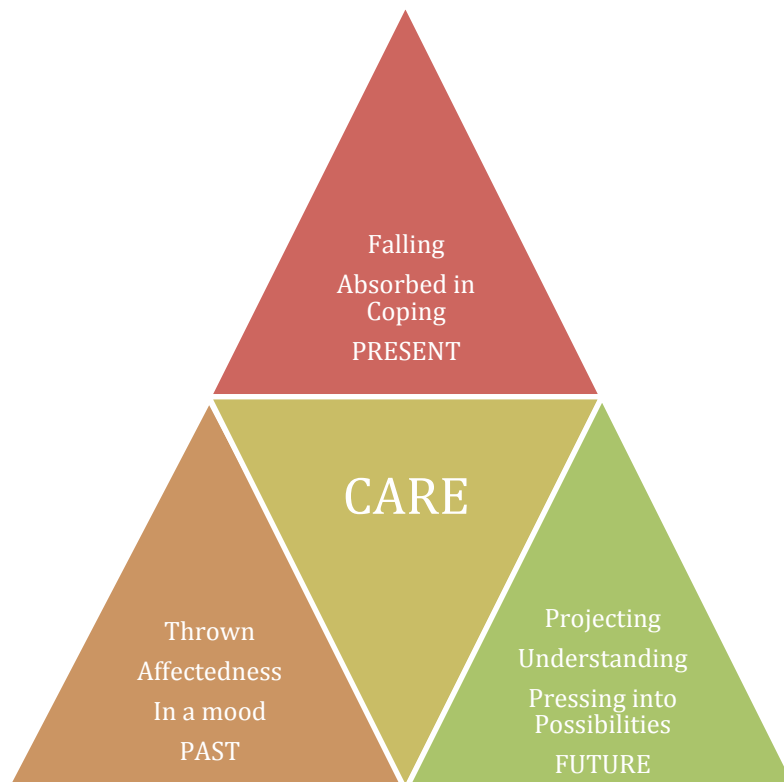 Falling
Absorbed in
Coping
PRESENT
CARE
Thrown
Affectedness
In a mood
PAST
Projecting
Understanding
Pressing into
Possibilities
FUTURE